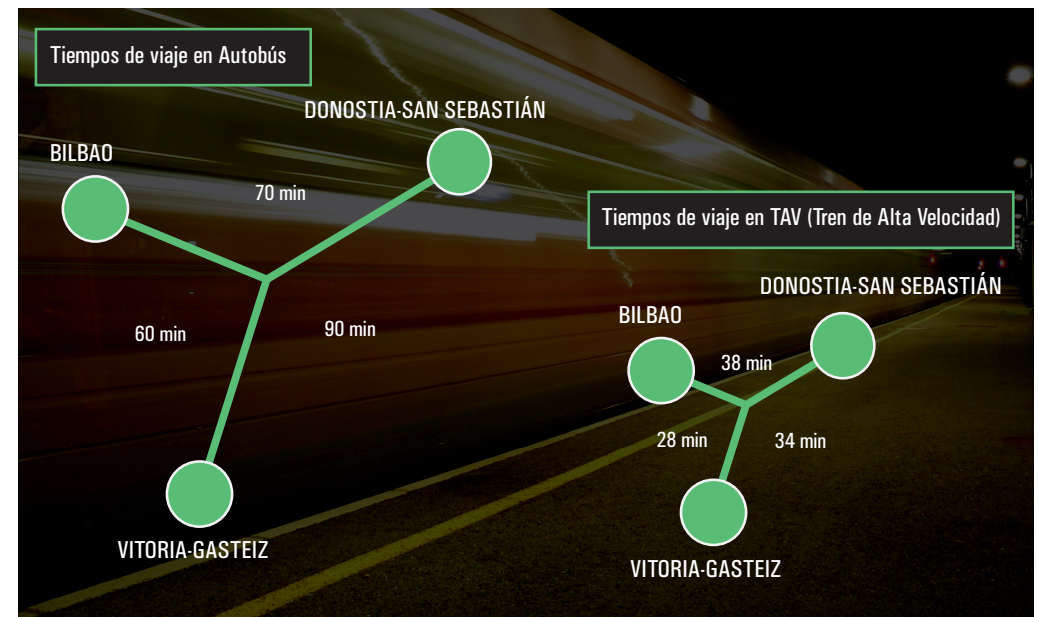 Tiempos de viaje en Autobús
DONOSTIA-SAN SEBASTIÁN
BILBAO
70 min
60 min
90 min
VITORIA-GASTEIZ
Tiempos de viaje en TAV (Tren de Alta Velocidad)
DONOSTIA-SAN SEBASTIÁN
BILBAO
38 min
28 min
34 min
VITORIA-GASTEIZ